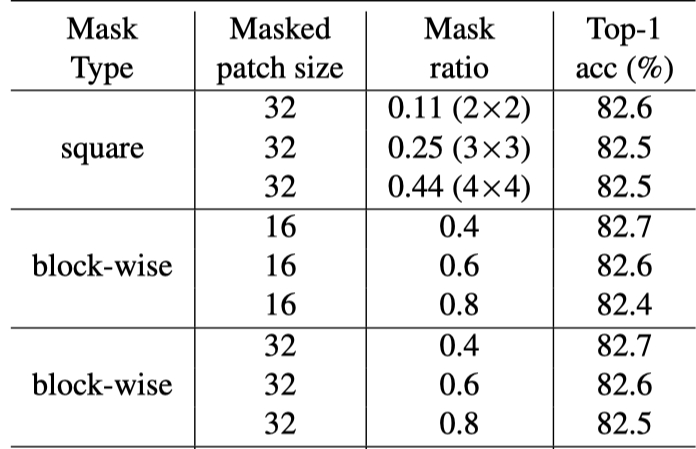 Mask Type Masked patch size Mask ratio Top-1 acc (%)
square 32 0.11 (2×2) 82.6
32 0.25 (3×3) 82.5
32 0.44 (4×4) 82.5
block-wise 16 0.4 82.7
16 0.6 82.6
16 0.8 82.4
block-wise 32 0.4 82.7
32 0.6 82.6
32 0.8 82.5